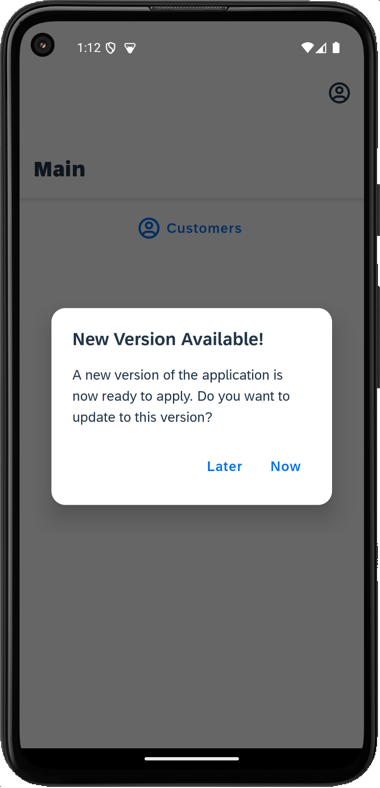 1:12
Main
Customers
New Version Available!
A new version of the application is
now ready to apply. Do you want to
update to this version?
Later Now